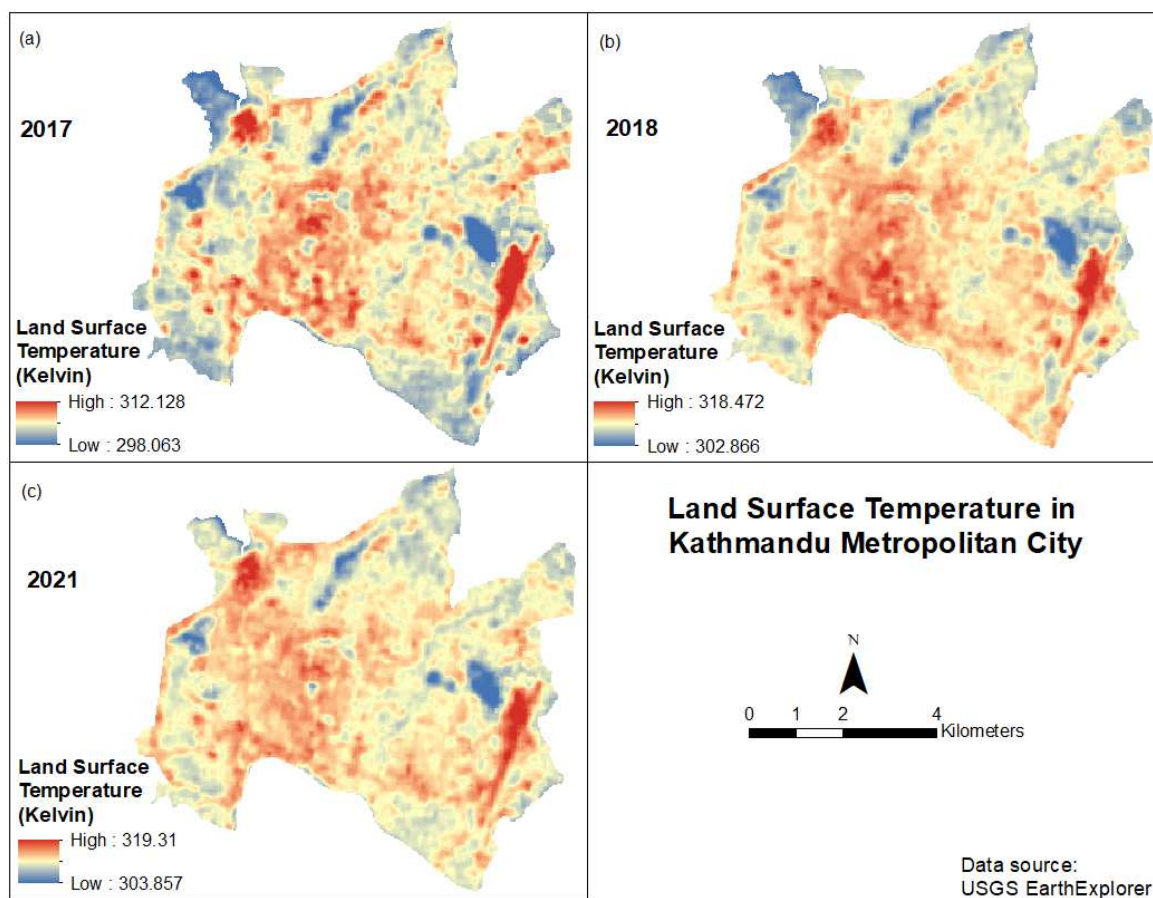 (a)
2017
Land Surface
Temperature
(Kelvin)
High : 312.128
Low : 298.063
(b)
2018
Land Surface
Temperature
(Kelvin)
High : 318.472
Low : 302.866
(c)
2021
Land Surface
Temperature
(Kelvin)
High : 319.31
Low : 303.857
Land Surface Temperature in
Kathmandu Metropolitan City
N
0 1 2 4
Kilometers
Data source:
USGS EarthExplorer